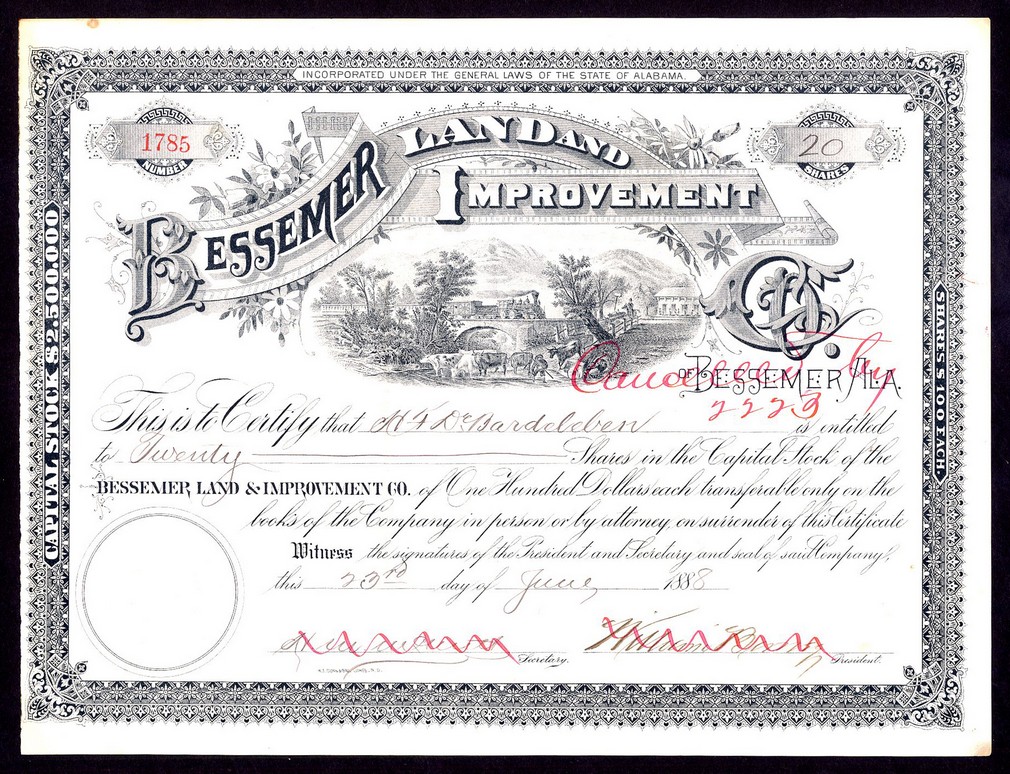 INCORPORATED UNDER THE GENERAL LAWS OF THE STATE OF ALABAMA.
1785
NUMBER
20
SHARES
BESSEMER LAND AND IMPROVEMENT Co.
OF BESSEMER, ALA.
Cancelled by
2223
CAPITAL STOCK $2,500,000
SHARES $100 EACH
This is to Certify that H F DeBardeleben is entitled
to Twenty Shares in the Capital Stock of the
BESSEMER LAND & IMPROVEMENT CO. of One Hundred Dollars each transferable only on the
books of the Company in person or by attorney, on surrender of this Certificate
Witness the signatures of the President and Secretary and seal of said Company,
this 23rd day of June 1888
Secretary.
President.